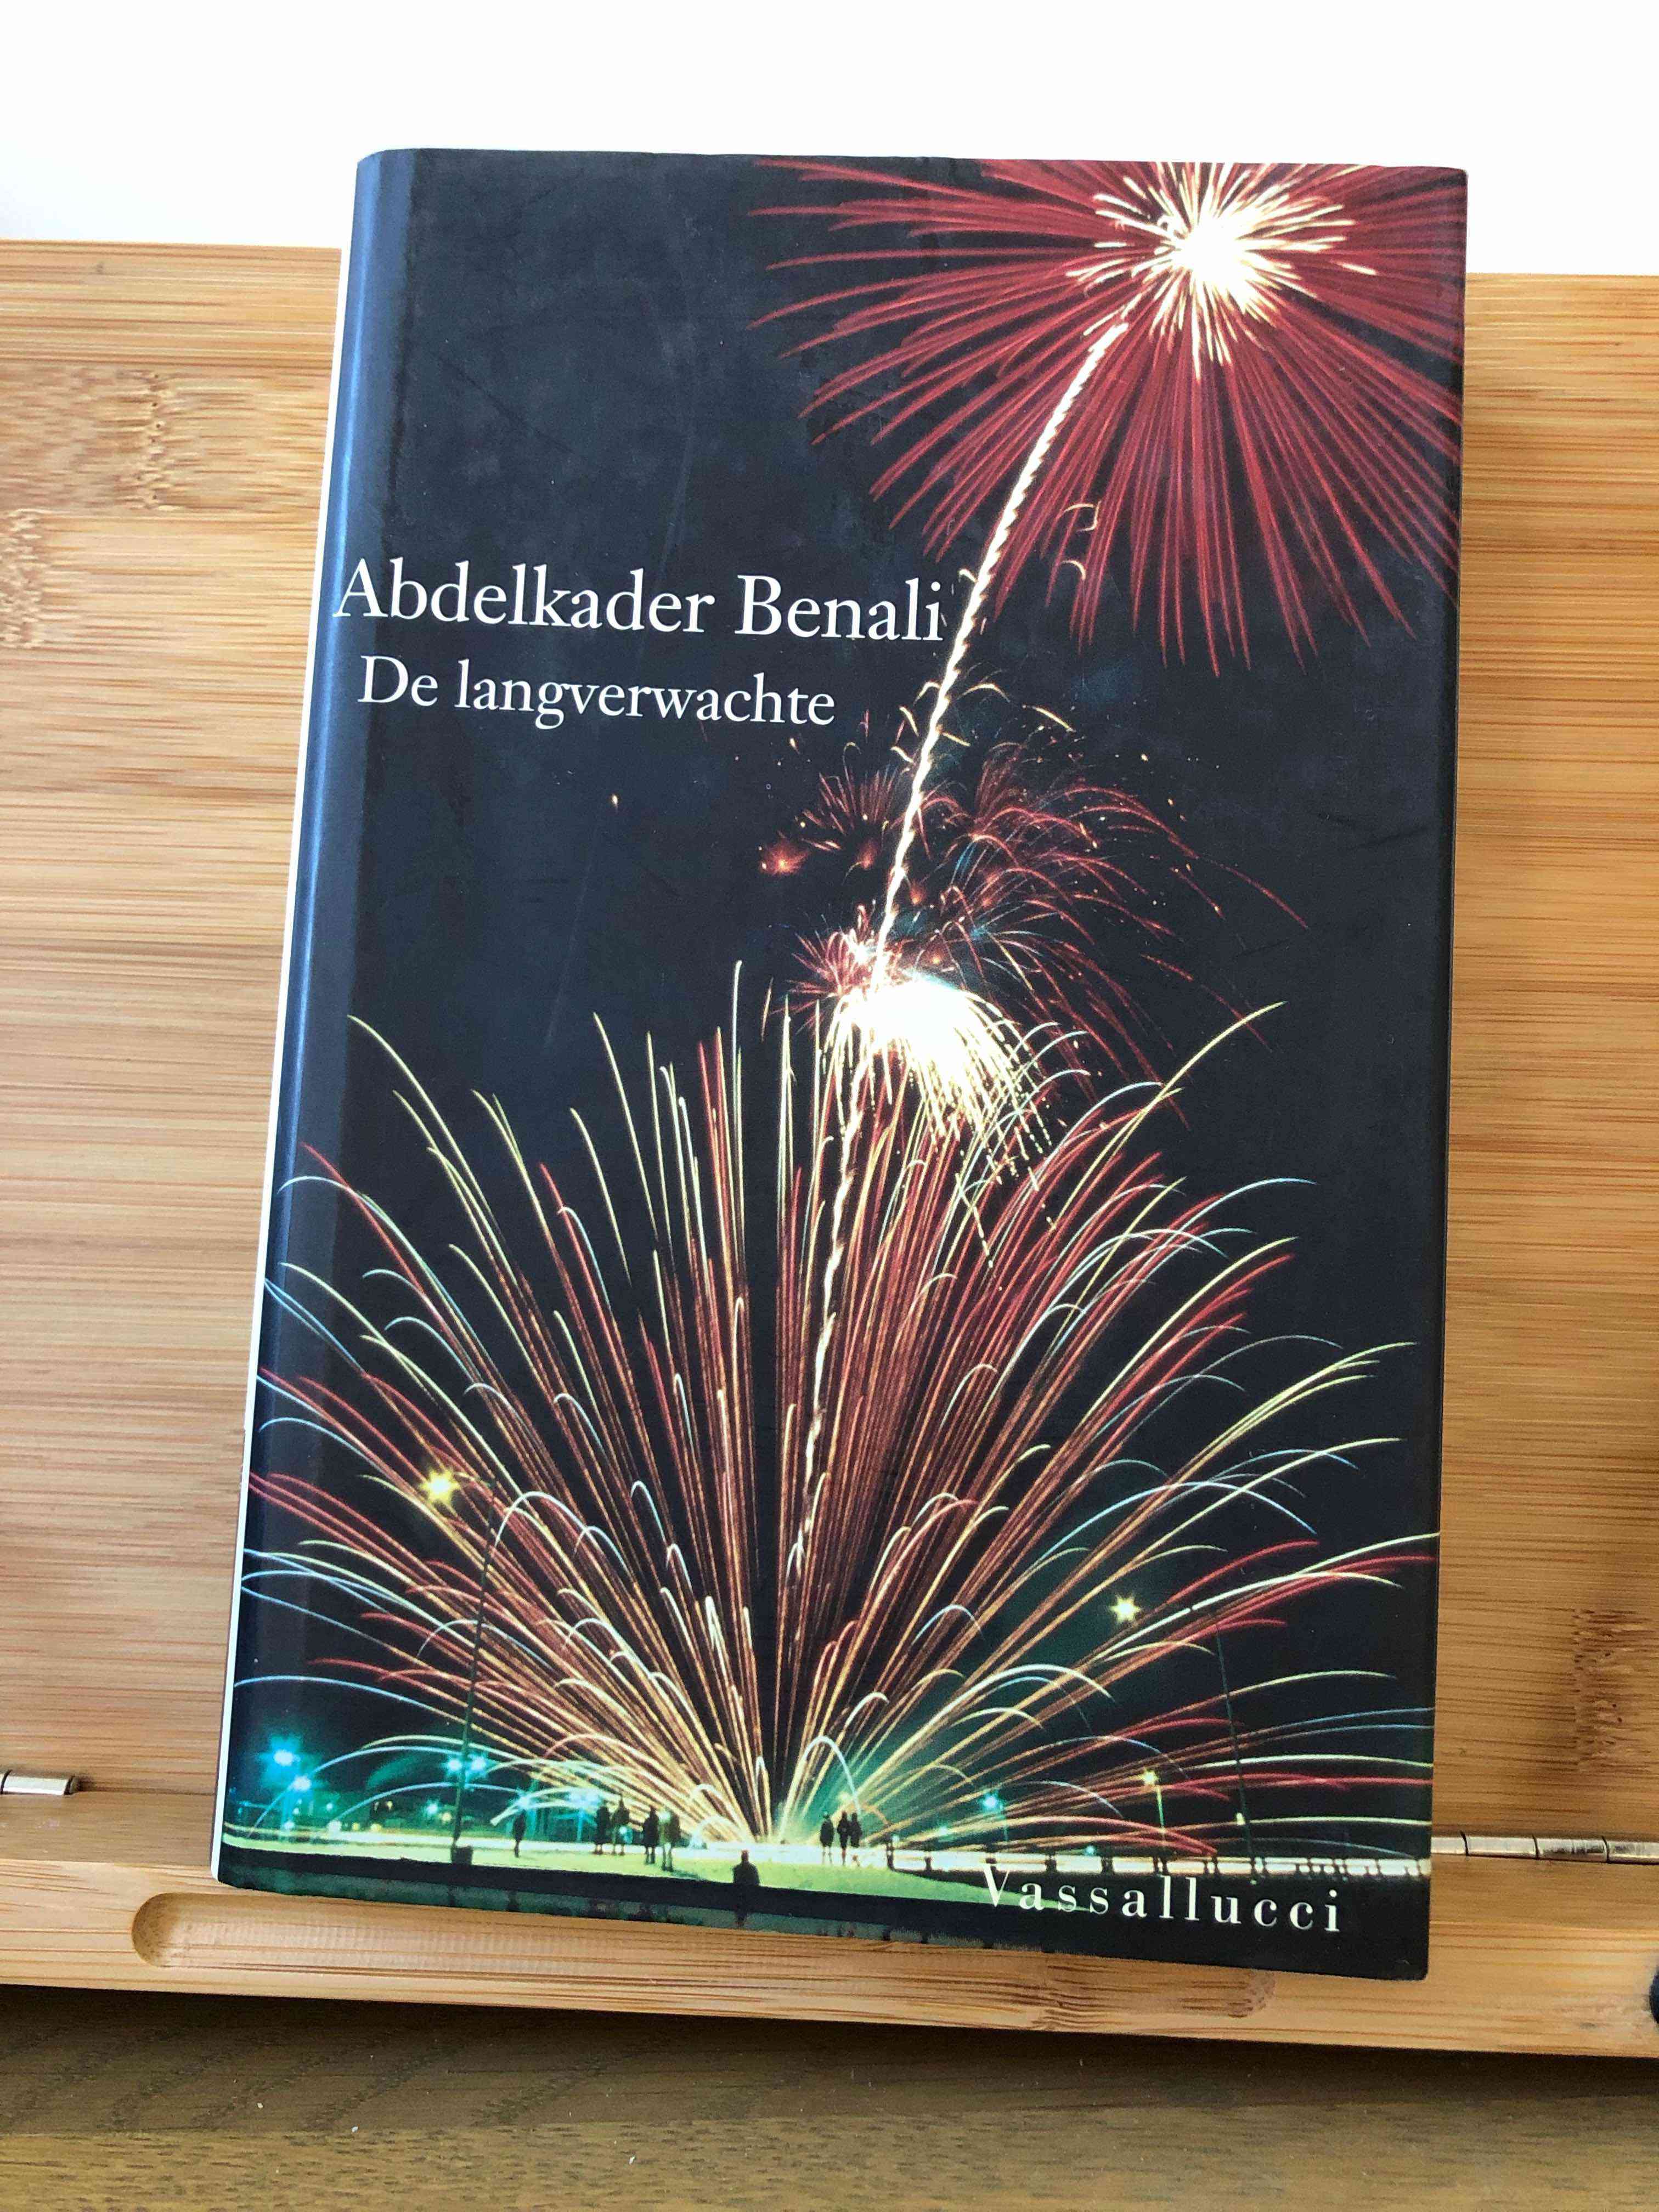 Abdelkader Benali
De langverwachte
Vassallucci